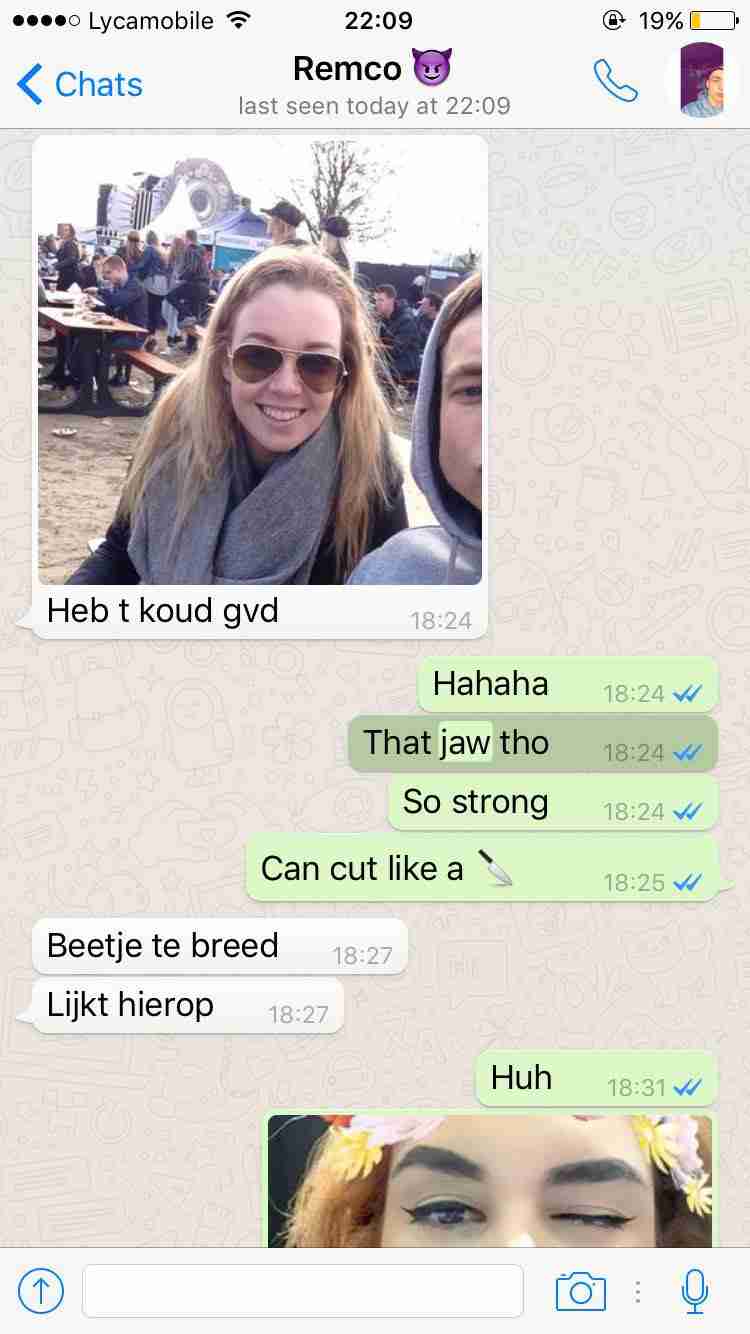 Lycamobile 22:09 19%
Chats Remco 😈
last seen today at 22:09
Heb t koud gvd 18:24
Hahaha 18:24
That jaw tho 18:24
So strong 18:24
Can cut like a 🔪 18:25
Beetje te breed 18:27
Lijkt hierop 18:27
Huh 18:31